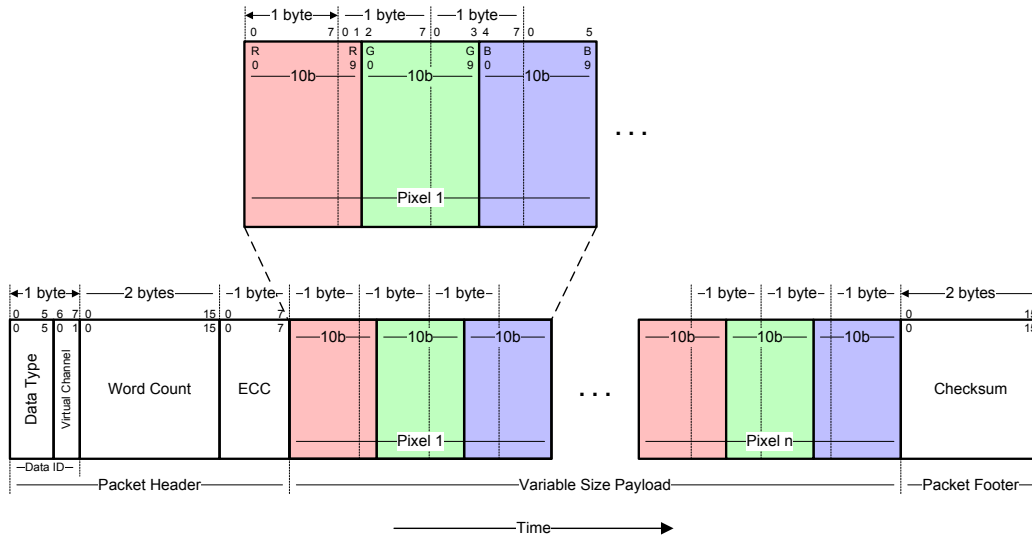 1 byte 1 byte 1 byte
0 7 0 1 2 7 0 3 4 7 0 5
R R G G B B
0 9 0 9 0 9
10b 10b 10b
. . .
Pixel 1
1 byte 2 bytes 1 byte 1 byte 1 byte 1 byte 1 byte 1 byte 1 byte 2 bytes
0 5 6 7 0 15 0 7 0 15
0 5 0 1 0 15 0 7 0 15
10b 10b 10b 10b 10b 10b
Data Type
Virtual Channel
Word Count
ECC
. . .
Checksum
Pixel 1 Pixel n
Data ID
Packet Header Variable Size Payload Packet Footer
Time